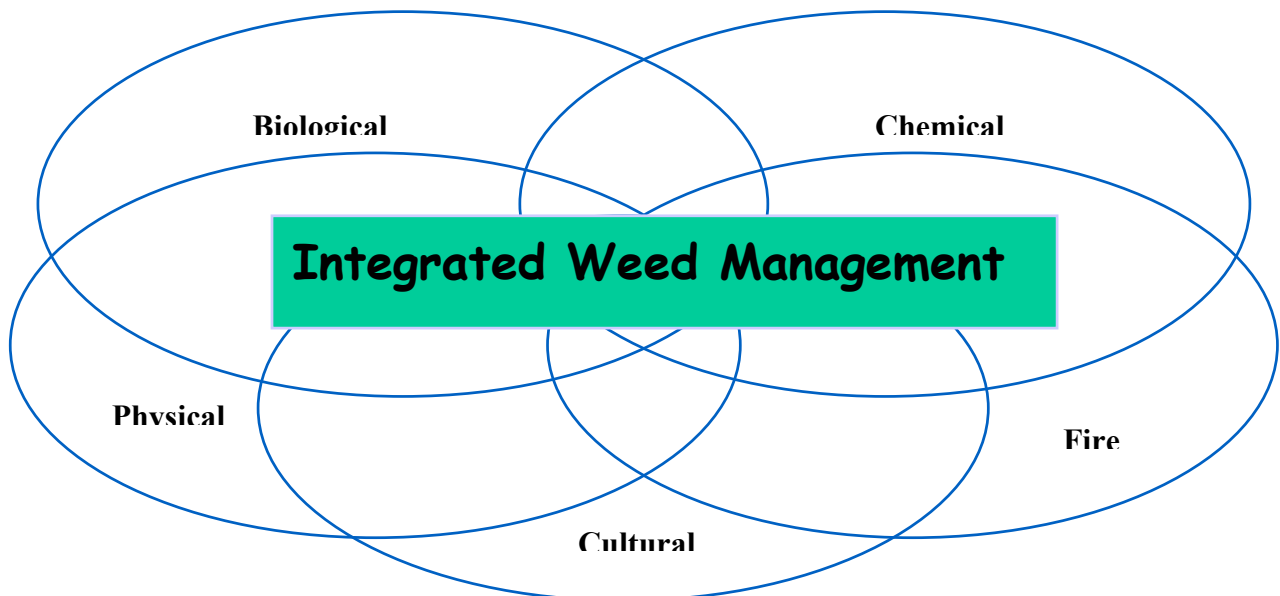 Biological
Chemical
Integrated Weed Management
Physical
Fire
Cultural